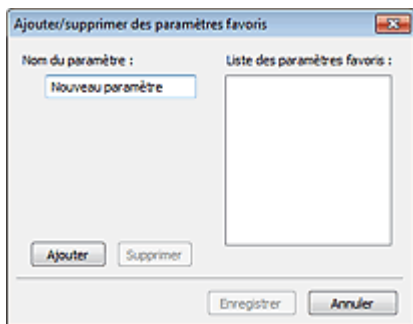 Ajouter/supprimer des paramètres favoris
Nom du paramètre :
Liste des paramètres favoris :
Nouveau paramètre
Ajouter
Supprimer
Enregistrer
Annuler